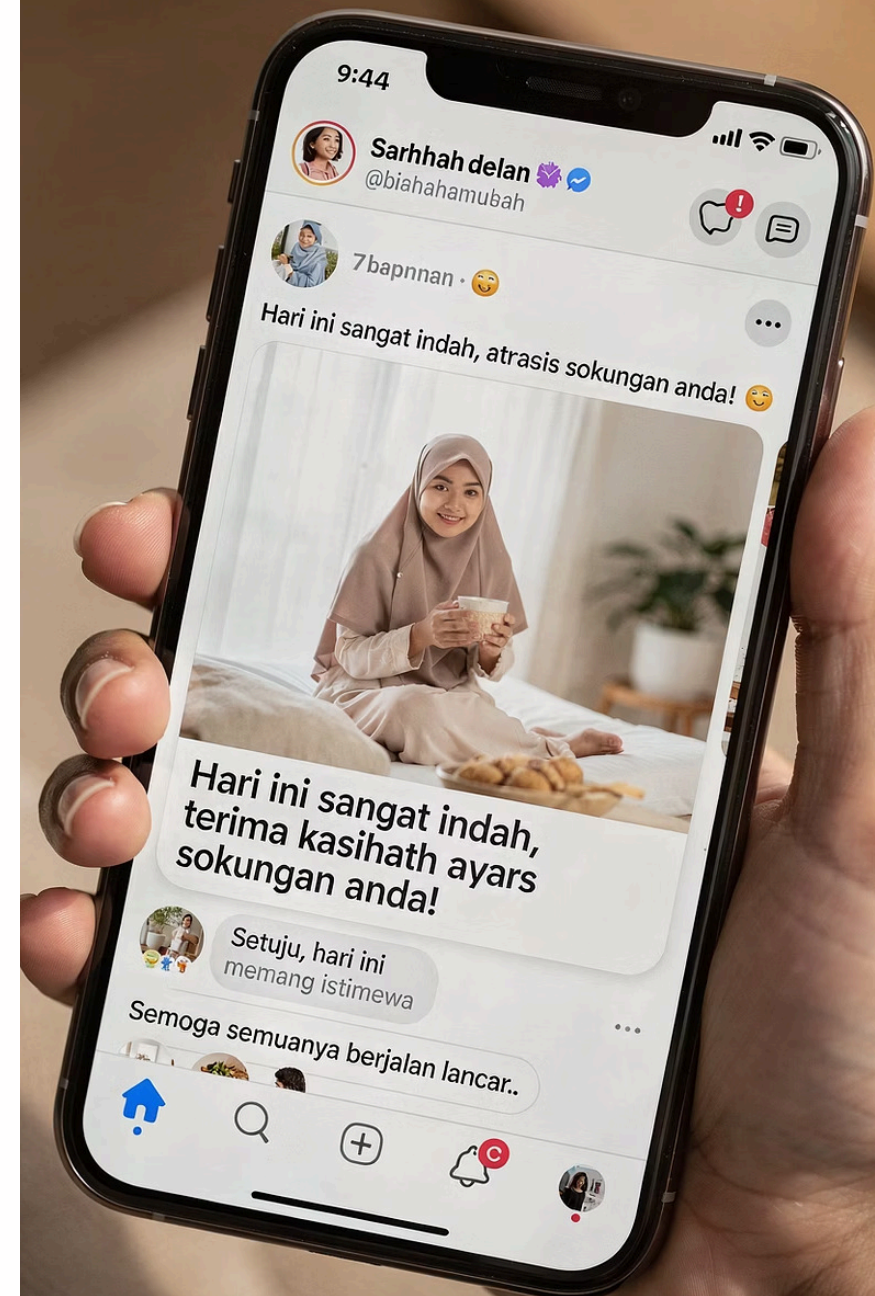 9:44
Sarhhah delan
@biahahamubah
7bapnnan ·
Hari ini sangat indah, atrasis sokungan anda!
Hari ini sangat indah,
terima kasihath ayars
sokungan anda!
Setuju, hari ini
memang istimewa
Semoga semuanya berjalan lancar..
C